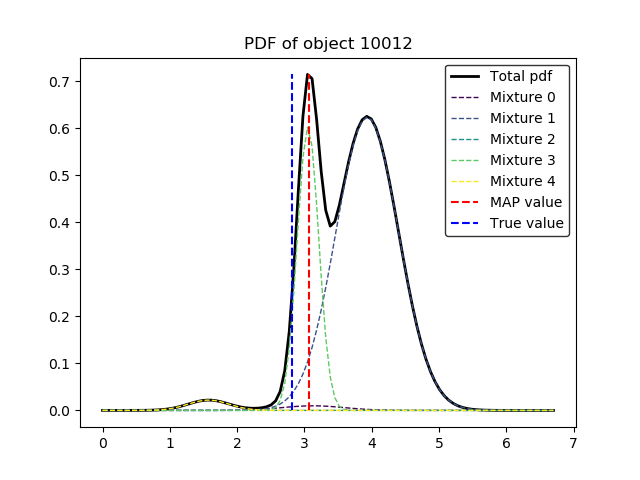 PDF of object 10012
0.7
0.6
0.5
0.4
0.3
0.2
0.1
0.0
0 1 2 3 4 5 6 7
Total pdf
Mixture 0
Mixture 1
Mixture 2
Mixture 3
Mixture 4
MAP value
True value